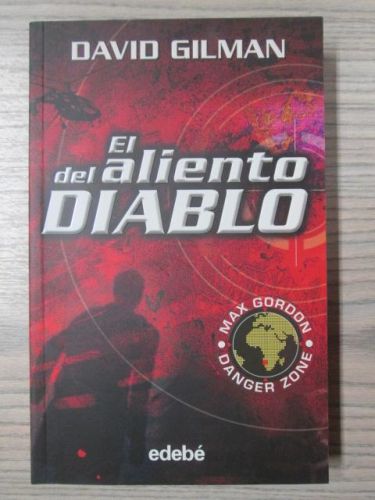 DAVID GILMAN
El
del aliento
DIABLO
MAX GORDON
DANGER ZONE
edebé